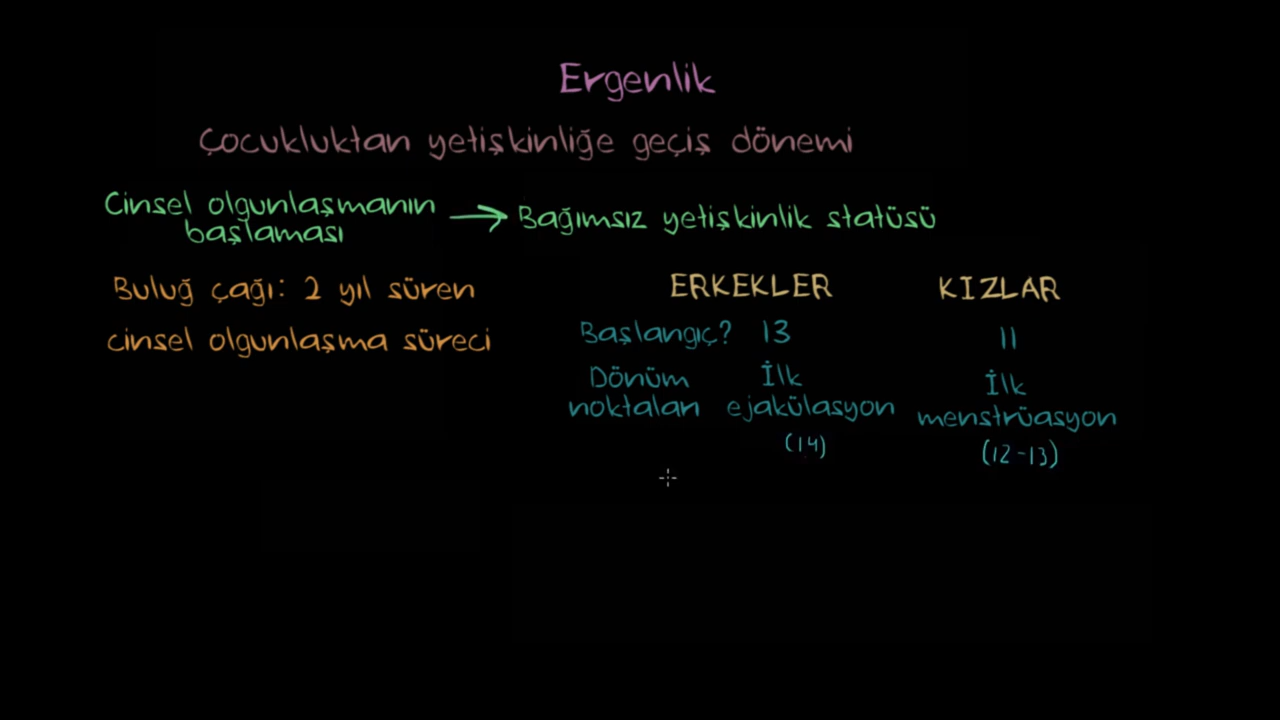 Ergenlik
Çocukluktan yetişkinliğe geçiş dönemi
Cinsel olgunlaşmanın
başlaması
→ Bağımsız yetişkinlik statüsü
Buluğ çağı: 2 yıl süren
cinsel olgunlaşma süreci
ERKEKLER KIZLAR
Başlangıç? 13 11
Dönüm İlk İlk
noktaları ejakülasyon menstrüasyon
(14) (12-13)